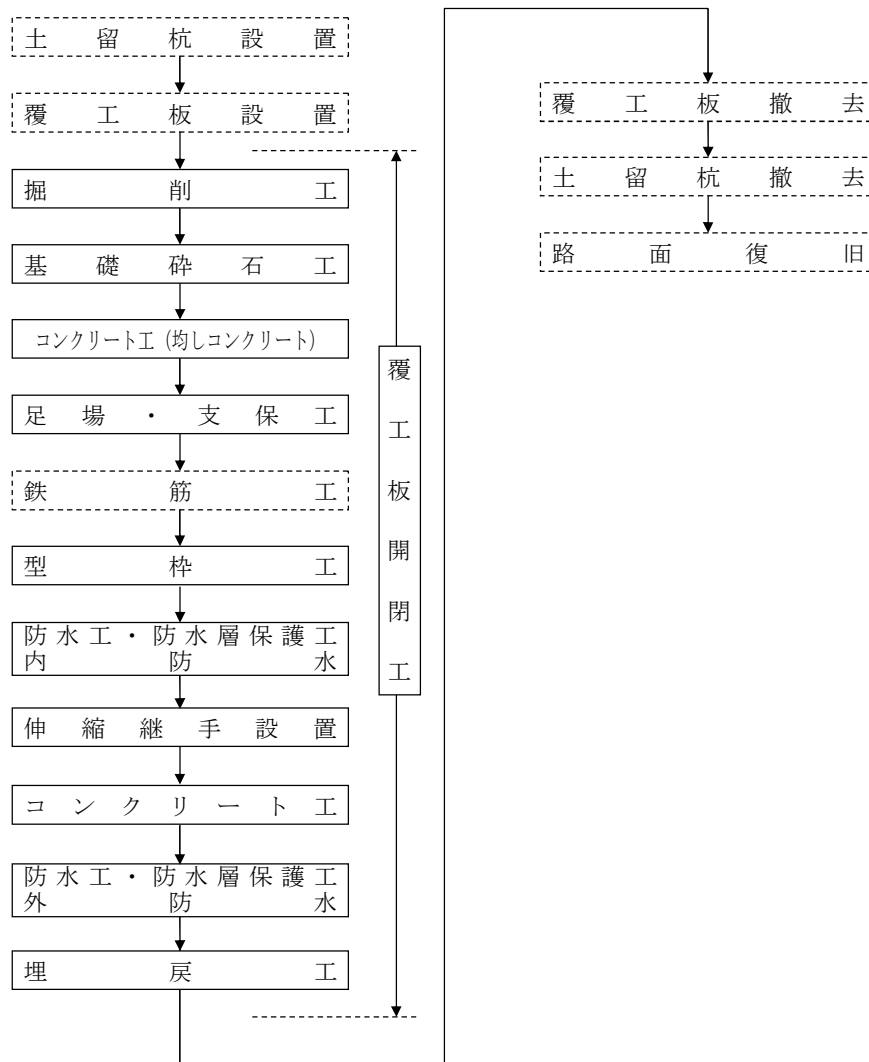 土留杭設置
覆工板設置
掘削工
基礎砕石工
コンクリート工(均しコンクリート)
足場・支保工
鉄筋工
型枠工
防水工・防水層保護工
内防水
伸縮継手設置
コンクリート工
防水工・防水層保護工
外防水
埋戻工
覆工板開閉工
覆工板撤去
土留杭撤去
路面復旧